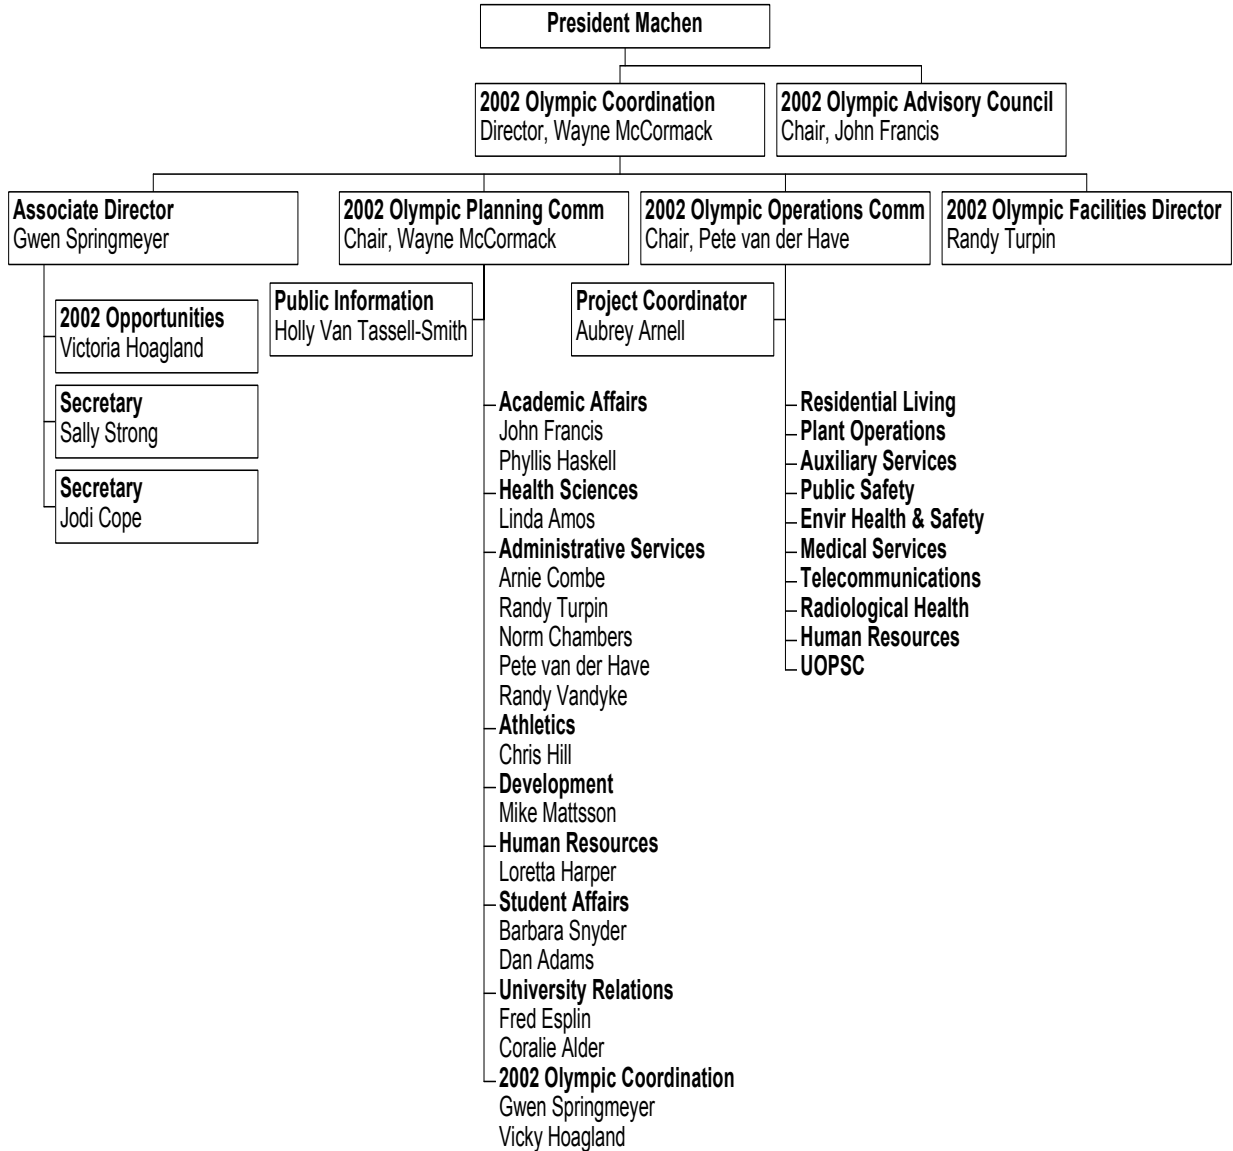 President Machen
2002 Olympic Coordination
Director, Wayne McCormack
2002 Olympic Advisory Council
Chair, John Francis
Associate Director
Gwen Springmeyer
2002 Olympic Planning Comm
Chair, Wayne McCormack
2002 Olympic Operations Comm
Chair, Pete van der Have
2002 Olympic Facilities Director
Randy Turpin
2002 Opportunities
Victoria Hoagland
Secretary
Sally Strong
Secretary
Jodi Cope
Public Information
Holly Van Tassell-Smith
Academic Affairs
John Francis
Phyllis Haskell
Health Sciences
Linda Amos
Administrative Services
Arnie Combe
Randy Turpin
Norm Chambers
Pete van der Have
Randy Vandyke
Athletics
Chris Hill
Development
Mike Mattsson
Human Resources
Loretta Harper
Student Affairs
Barbara Snyder
Dan Adams
University Relations
Fred Esplin
Coralie Alder
2002 Olympic Coordination
Gwen Springmeyer
Vicky Hoagland
Project Coordinator
Aubrey Arnell
Residential Living
Plant Operations
Auxiliary Services
Public Safety
Envir Health & Safety
Medical Services
Telecommunications
Radiological Health
Human Resources
UOPSC